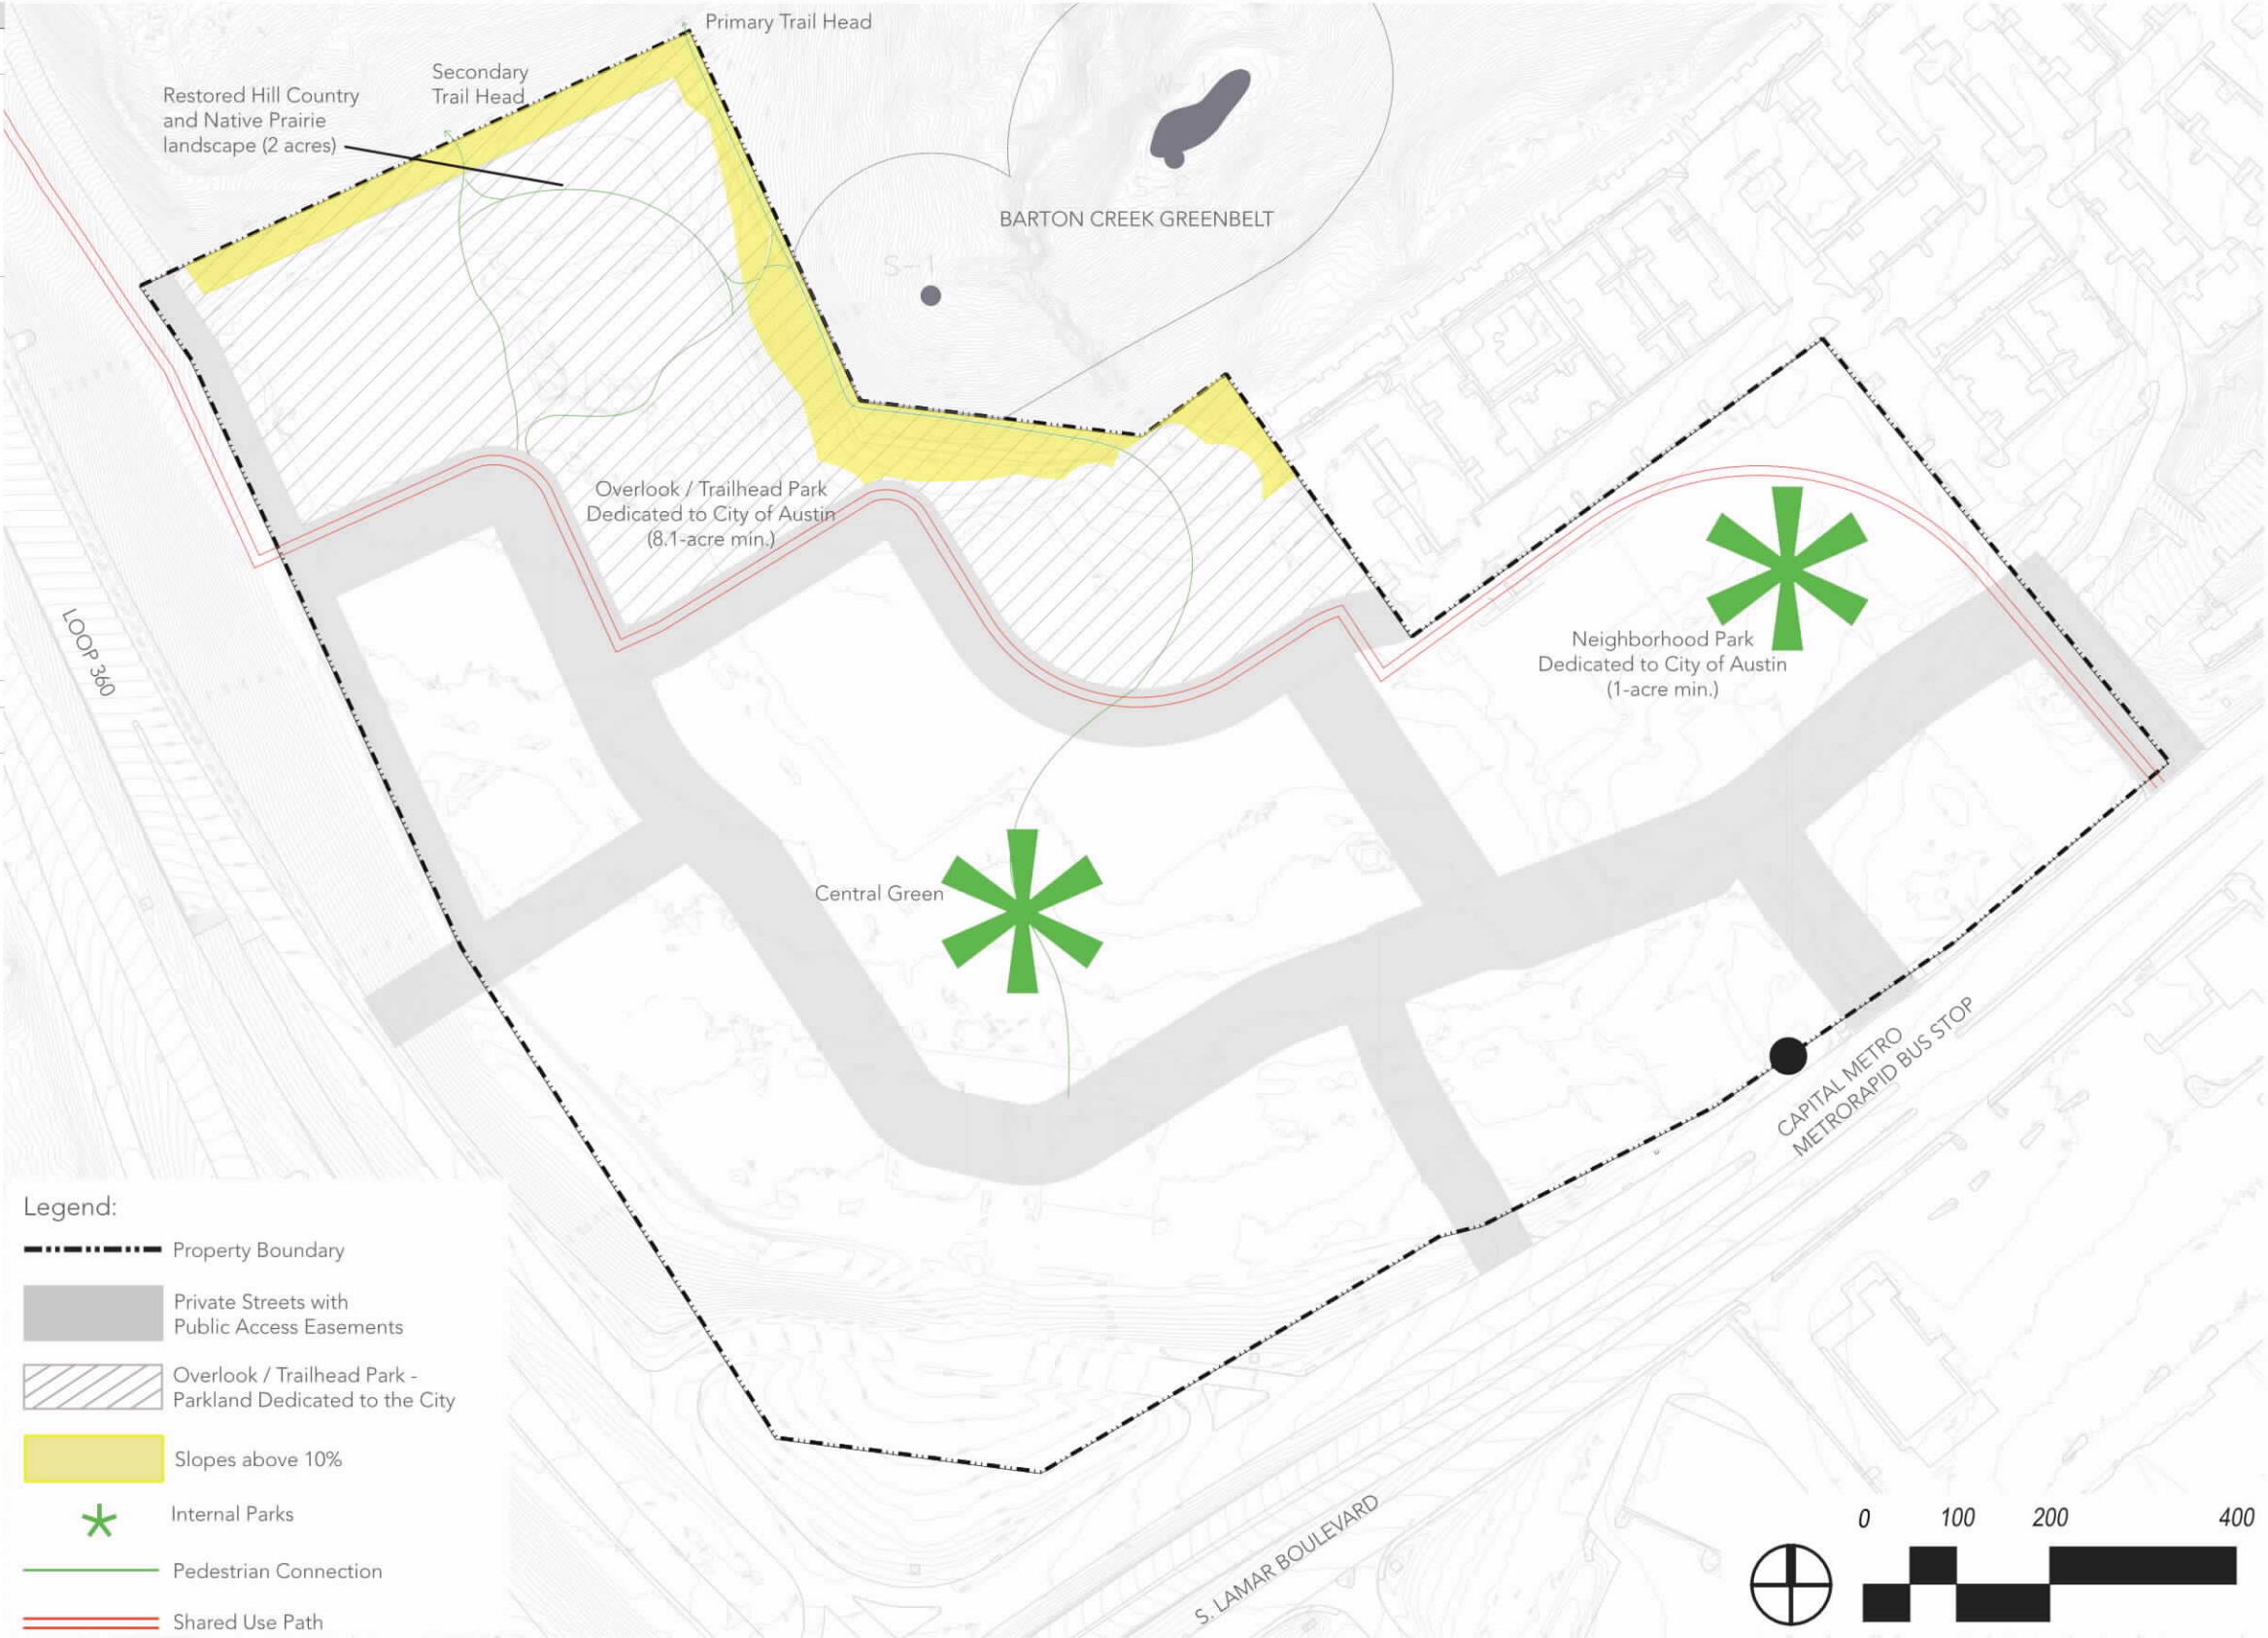 Primary Trail Head
Secondary
Trail Head
Restored Hill Country
and Native Prairie
landscape (2 acres)
BARTON CREEK GREENBELT
S-1
Overlook / Trailhead Park
Dedicated to City of Austin
(8.1-acre min.)
LOOP 360
Neighborhood Park
Dedicated to City of Austin
(1-acre min.)
Central Green
CAPITAL METRO
METRORAPID BUS STOP
S. LAMAR BOULEVARD
Legend:
Property Boundary
Private Streets with
Public Access Easements
Overlook / Trailhead Park -
Parkland Dedicated to the City
Slopes above 10%
Internal Parks
Pedestrian Connection
Shared Use Path
0 100 200 400